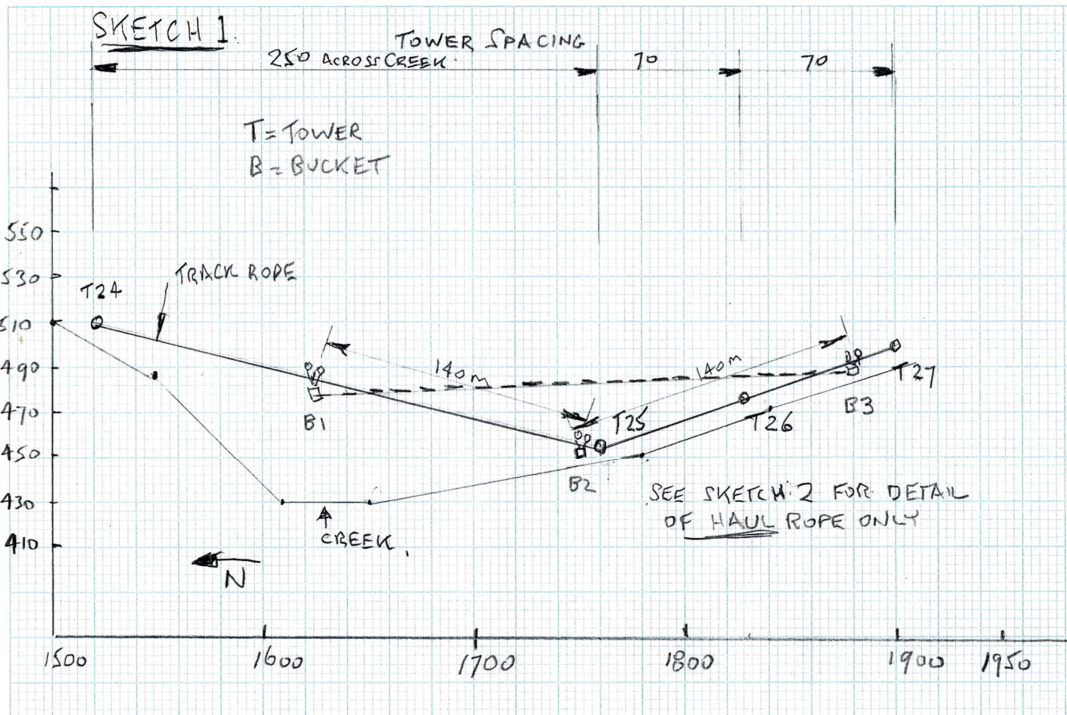 SKETCH 1.
TOWER SPACING
250 ACROSS CREEK
70
70
T = TOWER
B = BUCKET
550
530
510
490
470
450
430
410
TRACK ROPE
T24
140m
140m
B1
T25
B2
T26
B3
T27
SEE SKETCH 2 FOR DETAIL
OF HAUL ROPE ONLY
CREEK.
N
1500
1600
1700
1800
1900
1950